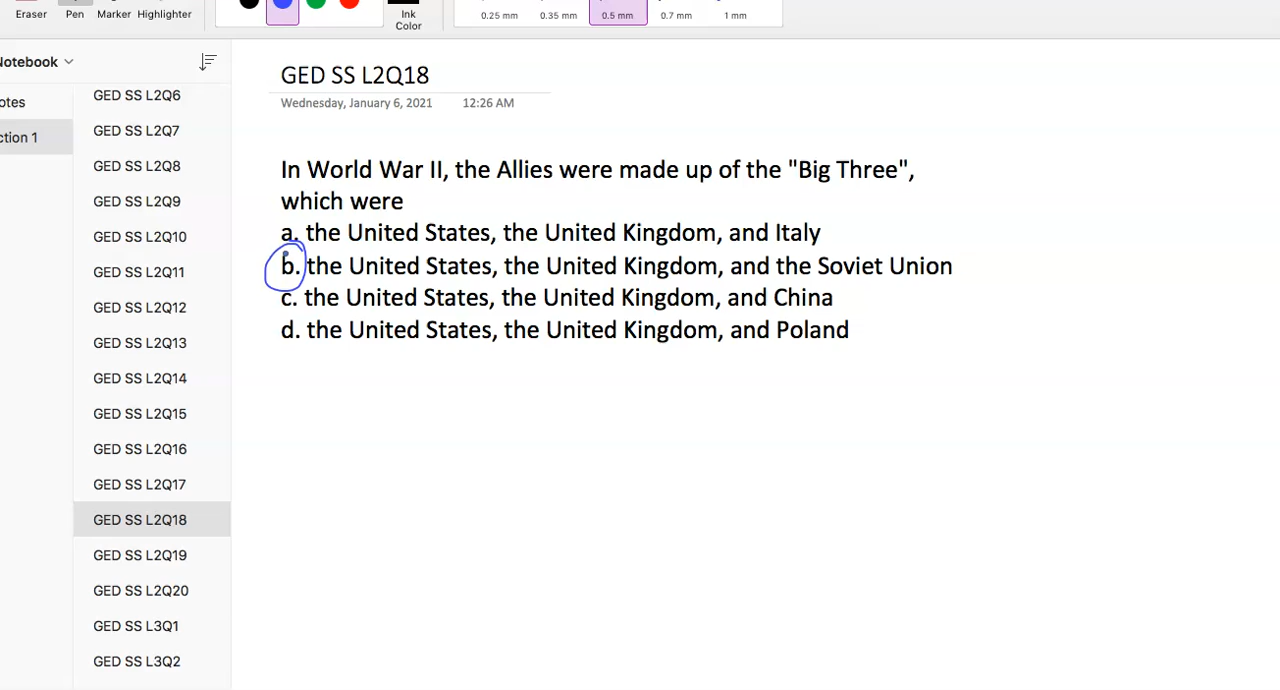 Eraser
Pen
Marker
Highlighter
Ink
Color
0.25 mm
0.35 mm
0.5 mm
0.7 mm
1 mm
Notebook
otes
ction 1
GED SS L2Q6
GED SS L2Q7
GED SS L2Q8
GED SS L2Q9
GED SS L2Q10
GED SS L2Q11
GED SS L2Q12
GED SS L2Q13
GED SS L2Q14
GED SS L2Q15
GED SS L2Q16
GED SS L2Q17
GED SS L2Q18
GED SS L2Q19
GED SS L2Q20
GED SS L3Q1
GED SS L3Q2
GED SS L2Q18
Wednesday, January 6, 2021 12:26 AM
In World War II, the Allies were made up of the "Big Three",
which were
a. the United States, the United Kingdom, and Italy
b. the United States, the United Kingdom, and the Soviet Union
c. the United States, the United Kingdom, and China
d. the United States, the United Kingdom, and Poland